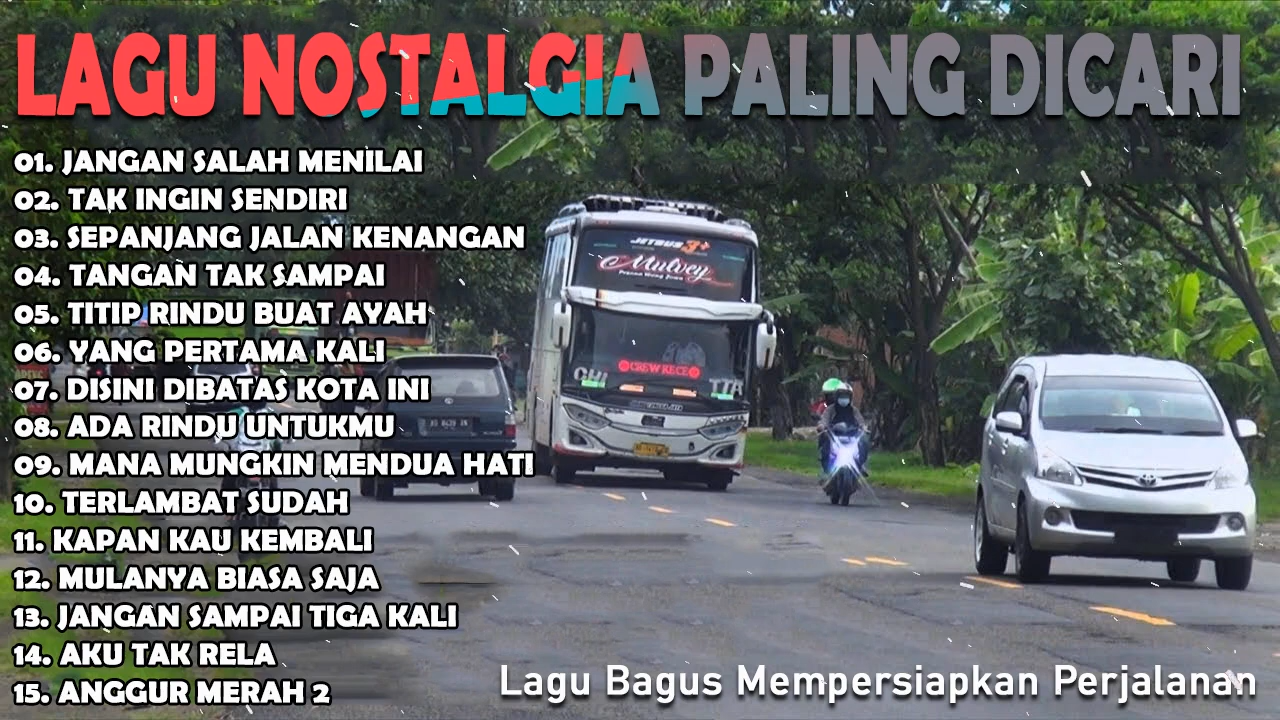 LAGU NOSTALGIA PALING DICARI
01. JANGAN SALAH MENILAI
02. TAK INGIN SENDIRI
03. SEPANJANG JALAN KENANGAN
04. TANGAN TAK SAMPAI
05. TITIP RINDU BUAT AYAH
06. YANG PERTAMA KALI
07. DISINI DIBATAS KOTA INI
08. ADA RINDU UNTUKMU
09. MANA MUNGKIN MENDUA HATI
10. TERLAMBAT SUDAH
11. KAPAN KAU KEMBALI
12. MULANYA BIASA SAJA
13. JANGAN SAMPAI TIGA KALI
14. AKU TAK RELA
15. ANGGUR MERAH 2
JETBUS 3+
Mulvey
CREW KECE
Lagu Bagus Mempersiapkan Perjalanan